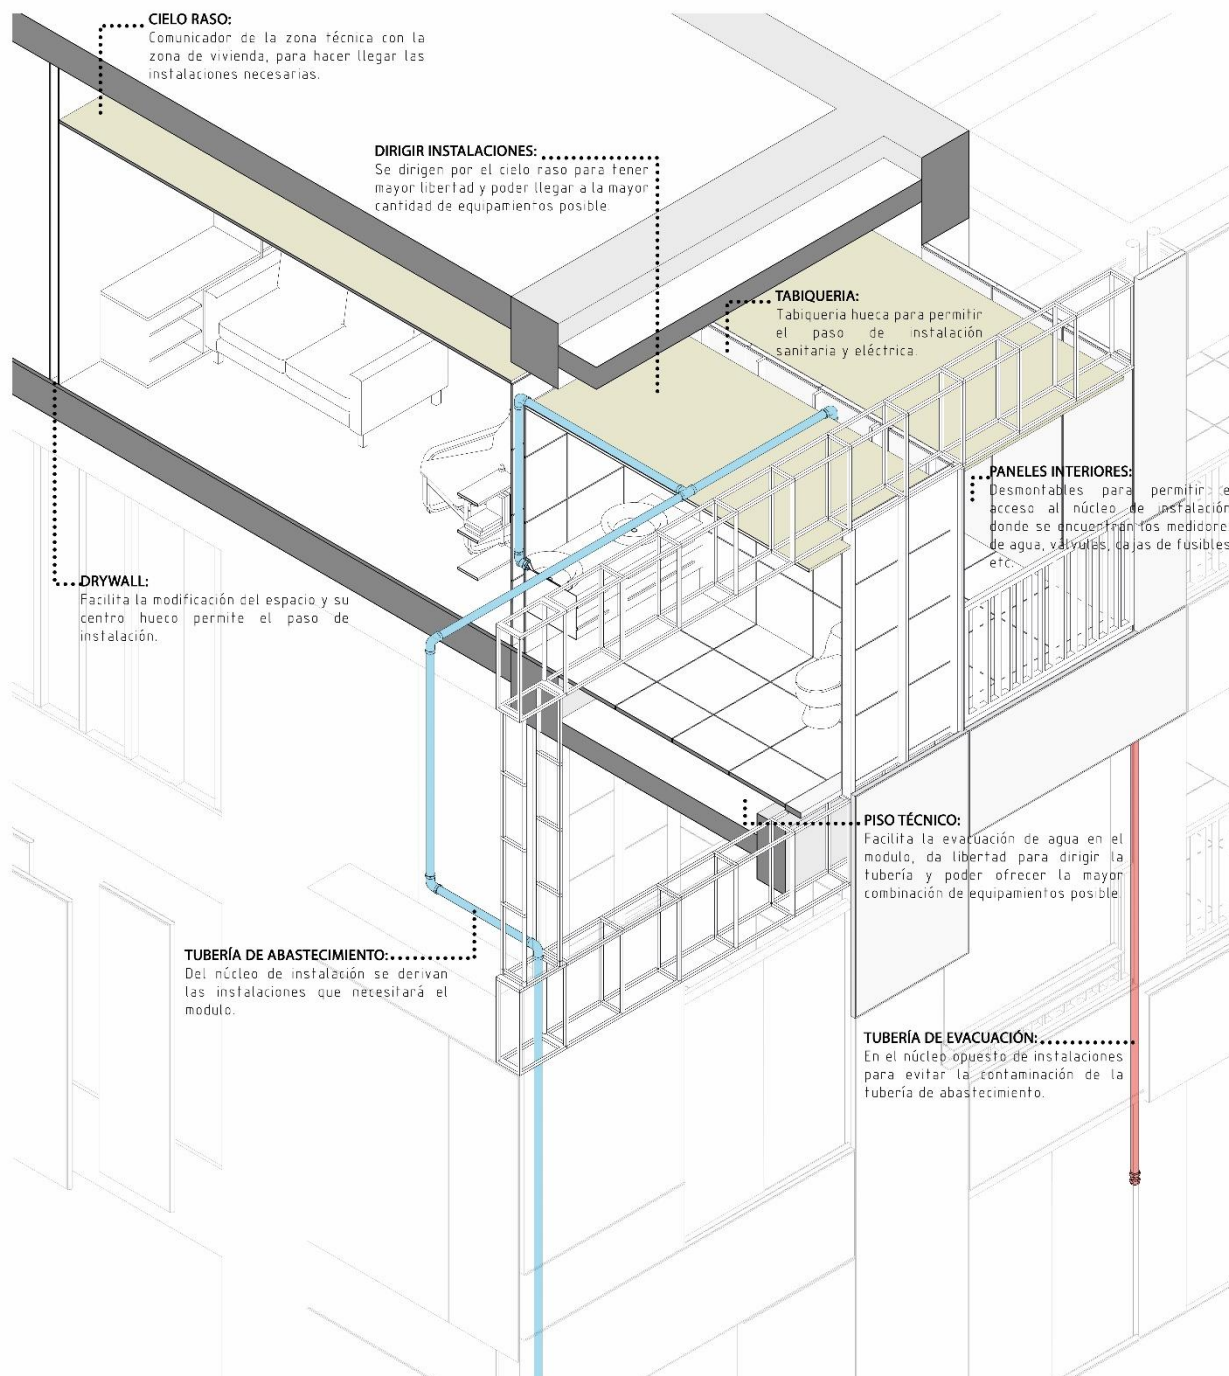 CIELO RASO:
Comunicador de la zona técnica con la
zona de vivienda, para hacer llegar las
instalaciones necesarias.
DIRIGIR INSTALACIONES:
Se dirigen por el cielo raso para tener
mayor libertad y poder llegar a la mayor
cantidad de equipamientos posible.
TABIQUERIA:
Tabiqueria hueca para permitir
el paso de instalación
sanitaria y eléctrica.
PANELES INTERIORES:
Desmontables para permitir e
acceso al núcleo de instalación
donde se encuentran los medidore
de agua, válvulas, cajas de fusibles
etc.
DRYWALL:
Facilita la modificación del espacio y su
centro hueco permite el paso de
instalación.
PISO TÉCNICO:
Facilita la evacuación de agua en el
modulo, da libertad para dirigir la
tubería y poder ofrecer la mayor
combinación de equipamientos posible
TUBERÍA DE ABASTECIMIENTO:
Del núcleo de instalación se derivan
las instalaciones que necesitará el
modulo.
TUBERÍA DE EVACUACIÓN:
En el núcleo opuesto de instalaciones
para evitar la contaminación de la
tubería de abastecimiento.